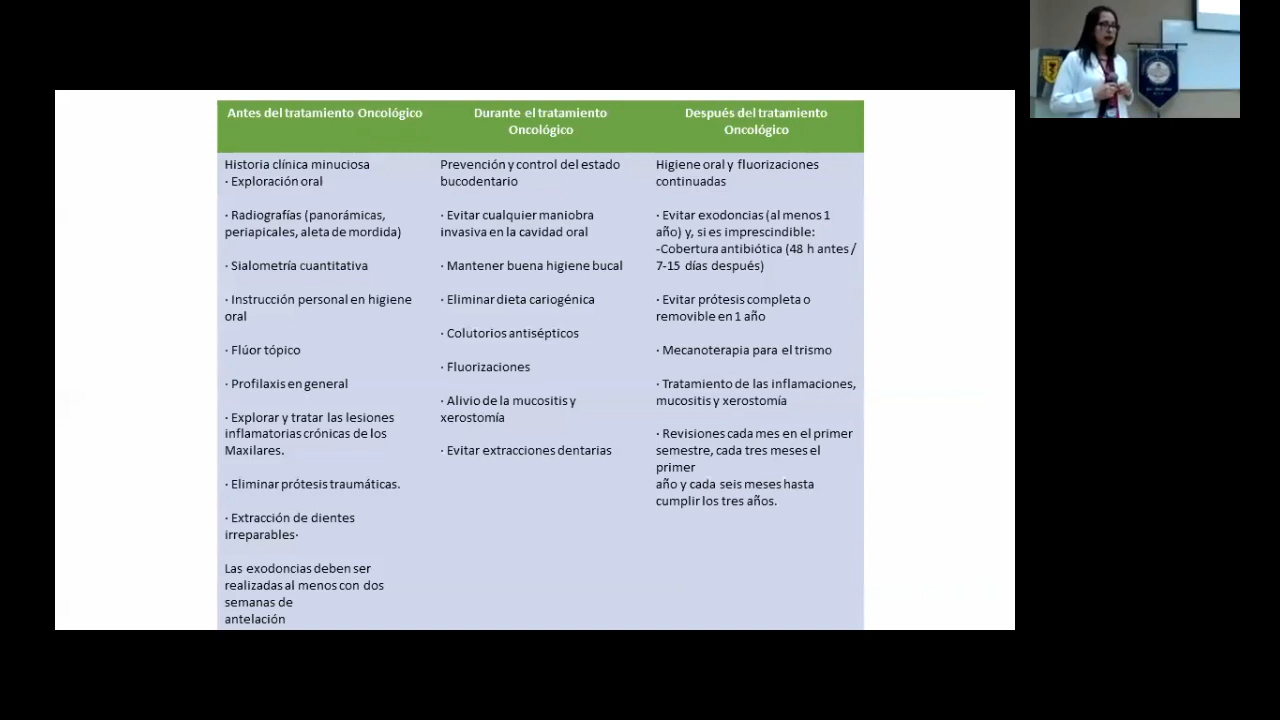 Antes del tratamiento Oncológico
Durante el tratamiento
Oncológico
Después del tratamiento
Oncológico
Historia clínica minuciosa
· Exploración oral
· Radiografías (panorámicas,
periapicales, aleta de mordida)
· Sialometría cuantitativa
· Instrucción personal en higiene
oral
· Flúor tópico
· Profilaxis en general
· Explorar y tratar las lesiones
inflamatorias crónicas de los
Maxilares.
· Eliminar prótesis traumáticas.
· Extracción de dientes
irreparables·
Las exodoncias deben ser
realizadas al menos con dos
semanas de
antelación
Prevención y control del estado
bucodentario
· Evitar cualquier maniobra
invasiva en la cavidad oral
· Mantener buena higiene bucal
· Eliminar dieta cariogénica
· Colutorios antisépticos
· Fluorizaciones
· Alivio de la mucositis y
xerostomía
· Evitar extracciones dentarias
Higiene oral y fluorizaciones
continuadas
· Evitar exodoncias (al menos 1
año) y, si es imprescindible:
-Cobertura antibiótica (48 h antes /
7-15 días después)
· Evitar prótesis completa o
removible en 1 año
· Mecanoterapia para el trismo
· Tratamiento de las inflamaciones,
mucositis y xerostomía
· Revisiones cada mes en el primer
semestre, cada tres meses el
primer
año y cada seis meses hasta
cumplir los tres años.